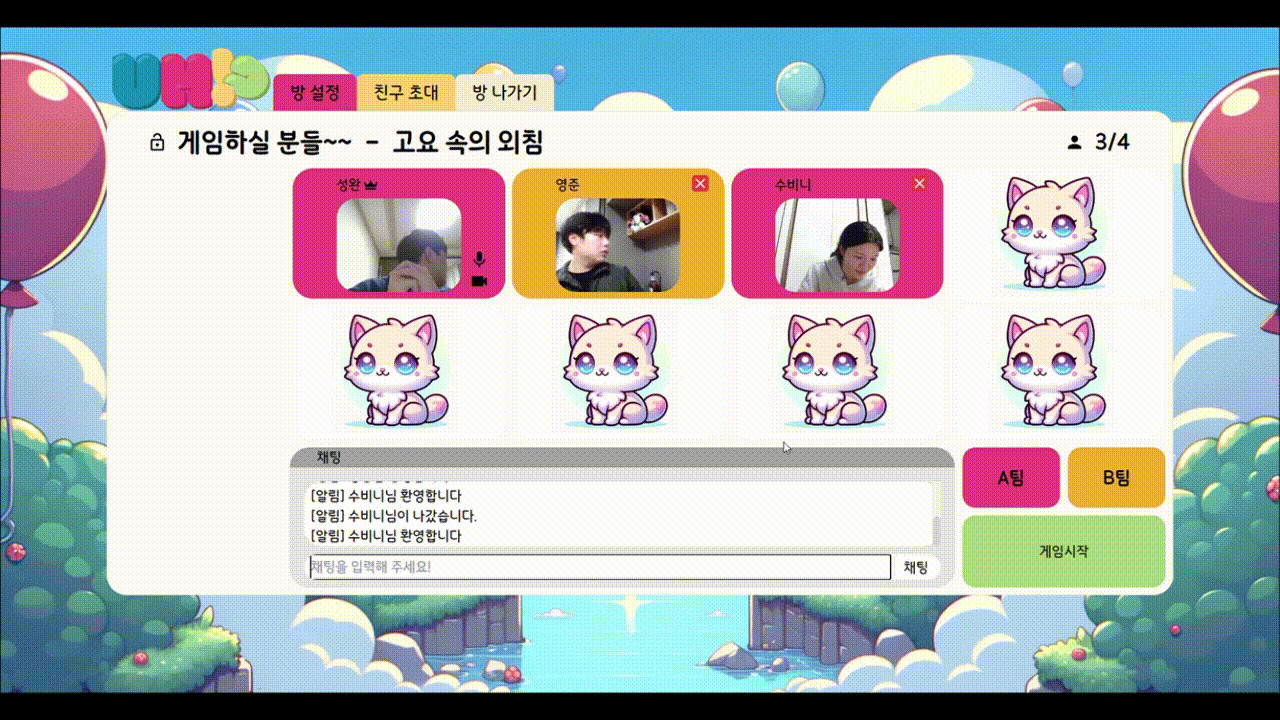 방 설정
친구 초대
방 나가기
게임하실 분들~~ - 고요 속의 외침
3/4
성완
영준
수비니
채팅
[알림] 수비니님 환영합니다
[알림] 수비니님이 나갔습니다.
[알림] 수비니님 환영합니다
채팅을 입력해 주세요!
채팅
A팀
B팀
게임시작